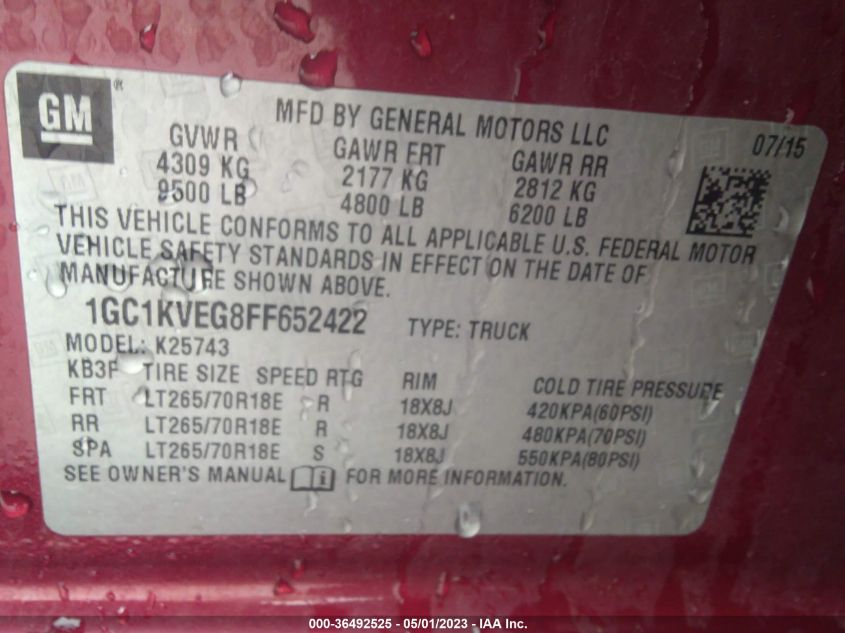 GM ®
MFD BY GENERAL MOTORS LLC 07/15
GVWR GAWR FRT GAWR RR
4309 KG 2177 KG 2812 KG
9500 LB 4800 LB 6200 LB
THIS VEHICLE CONFORMS TO ALL APPLICABLE U.S. FEDERAL MOTOR
VEHICLE SAFETY STANDARDS IN EFFECT ON THE DATE OF
MANUFACTURE SHOWN ABOVE.
1GC1KVEG8FF652422 TYPE: TRUCK
MODEL: K25743
KB3F TIRE SIZE SPEED RTG RIM COLD TIRE PRESSURE
FRT LT265/70R18E R 18X8J 420KPA(60PSI)
RR LT265/70R18E R 18X8J 480KPA(70PSI)
SPA LT265/70R18E S 18X8J 550KPA(80PSI)
SEE OWNER'S MANUAL i FOR MORE INFORMATION.
000-36492525 - 05/01/2023 - IAA Inc.